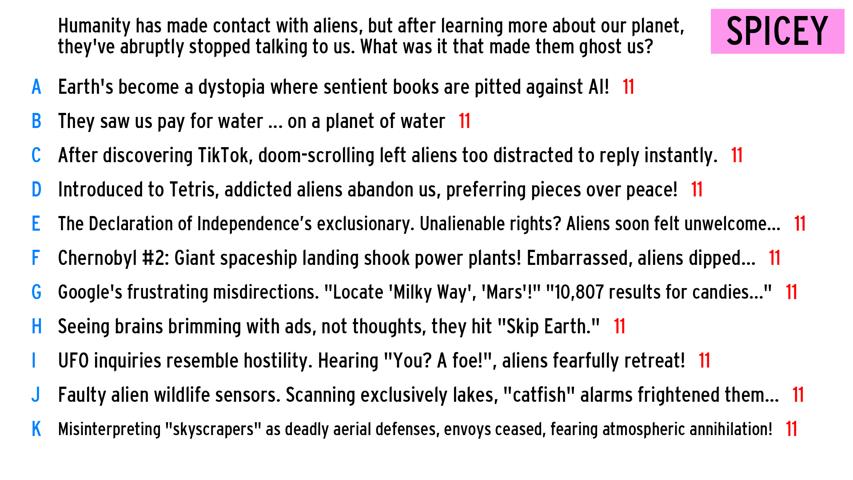 Humanity has made contact with aliens, but after learning more about our planet,
they've abruptly stopped talking to us. What was it that made them ghost us?
SPICEY
A Earth's become a dystopia where sentient books are pitted against AI! 11
B They saw us pay for water ... on a planet of water 11
C After discovering TikTok, doom-scrolling left aliens too distracted to reply instantly. 11
D Introduced to Tetris, addicted aliens abandon us, preferring pieces over peace! 11
E The Declaration of Independence’s exclusionary. Unalienable rights? Aliens soon felt unwelcome... 11
F Chernobyl #2: Giant spaceship landing shook power plants! Embarrassed, aliens dipped... 11
G Google's frustrating misdirections. "Locate 'Milky Way', 'Mars'!" "10,807 results for candies..." 11
H Seeing brains brimming with ads, not thoughts, they hit "Skip Earth." 11
I UFO inquiries resemble hostility. Hearing "You? A foe!", aliens fearfully retreat! 11
J Faulty alien wildlife sensors. Scanning exclusively lakes, "catfish" alarms frightened them... 11
K Misinterpreting "skyscrapers" as deadly aerial defenses, envoys ceased, fearing atmospheric annihilation! 11